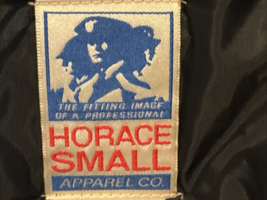 THE FITTING IMAGE
OF A PROFESSIONAL
HORACE
SMALL
APPAREL CO.